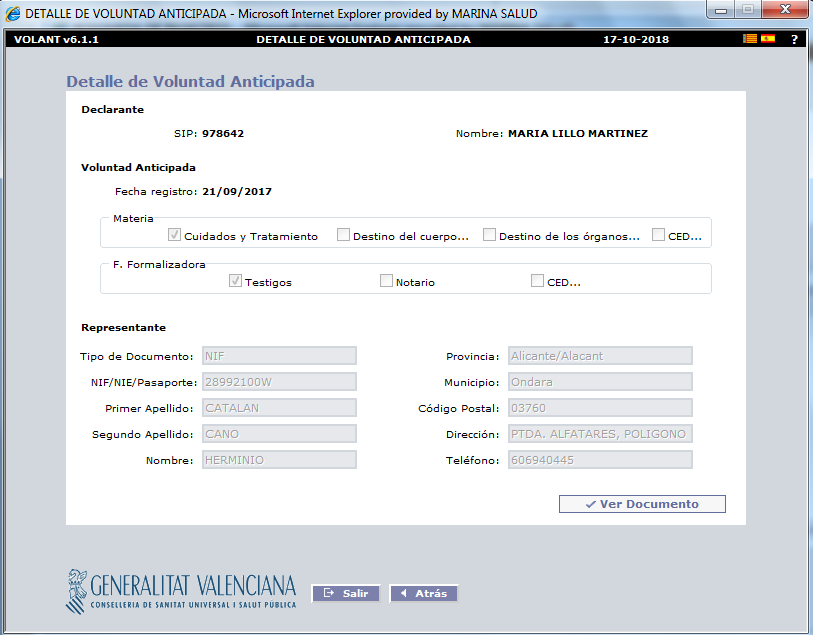 DETALLE DE VOLUNTAD ANTICIPADA - Microsoft Internet Explorer provided by MARINA SALUD
VOLANT v6.1.1 DETALLE DE VOLUNTAD ANTICIPADA 17-10-2018 ?
Detalle de Voluntad Anticipada
Declarante
SIP: 978642 Nombre: MARIA LILLO MARTINEZ
Voluntad Anticipada
Fecha registro: 21/09/2017
Materia
Cuidados y Tratamiento Destino del cuerpo... Destino de los órganos... CED...
F. Formalizadora
Testigos Notario CED...
Representante
Tipo de Documento: NIF Provincia: Alicante/Alacant
NIF/NIE/Pasaporte: 28992100W Municipio: Ondara
Primer Apellido: CATALAN Código Postal: 03760
Segundo Apellido: CANO Dirección: PTDA. ALFATARES, POLIGONO
Nombre: HERMINIO Teléfono: 606940445
Ver Documento
GENERALITAT VALENCIANA
CONSELLERIA DE SANITAT UNIVERSAL I SALUT PÚBLICA
Salir Atrás